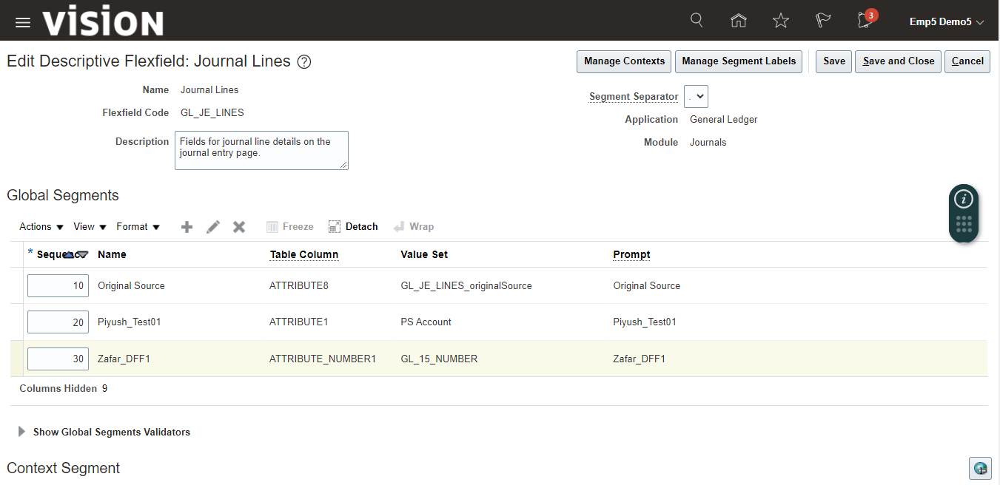 vision
3
Emp5 Demo5
Edit Descriptive Flexfield: Journal Lines ?
Manage Contexts Manage Segment Labels Save Save and Close Cancel
Name Journal Lines
Flexfield Code GL_JE_LINES
Description Fields for journal line details on the
journal entry page.
Segment Separator .
Application General Ledger
Module Journals
Global Segments
Actions View Format Freeze Detach Wrap
* Name Table Column Value Set Prompt
10 Original Source ATTRIBUTE8 GL_JE_LINES_originalSource Original Source
20 Piyush_Test01 ATTRIBUTE1 PS Account Piyush_Test01
30 Zafar_DFF1 ATTRIBUTE_NUMBER1 GL_15_NUMBER Zafar_DFF1
Columns Hidden 9
Show Global Segments Validators
Context Segment